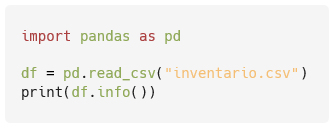 import pandas as pd
df = pd.read_csv("inventario.csv")
print(df.info())